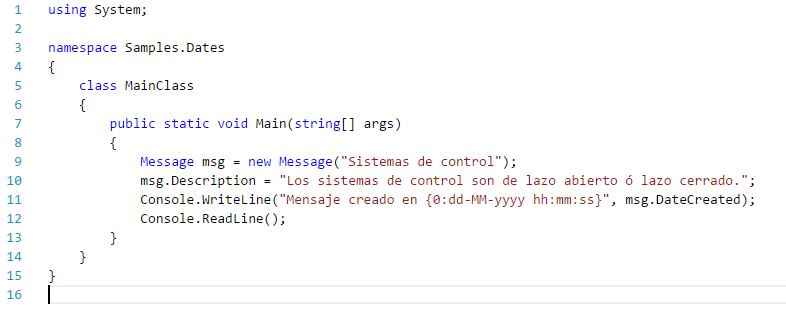 1 using System;
2
3 namespace Samples.Dates
4 {
5 class MainClass
6 {
7 public static void Main(string[] args)
8 {
9 Message msg = new Message("Sistemas de control");
10 msg.Description = "Los sistemas de control son de lazo abierto ó lazo cerrado.";
11 Console.WriteLine("Mensaje creado en {0:dd-MM-yyyy hh:mm:ss}", msg.DateCreated);
12 Console.ReadLine();
13 }
14 }
15 }
16